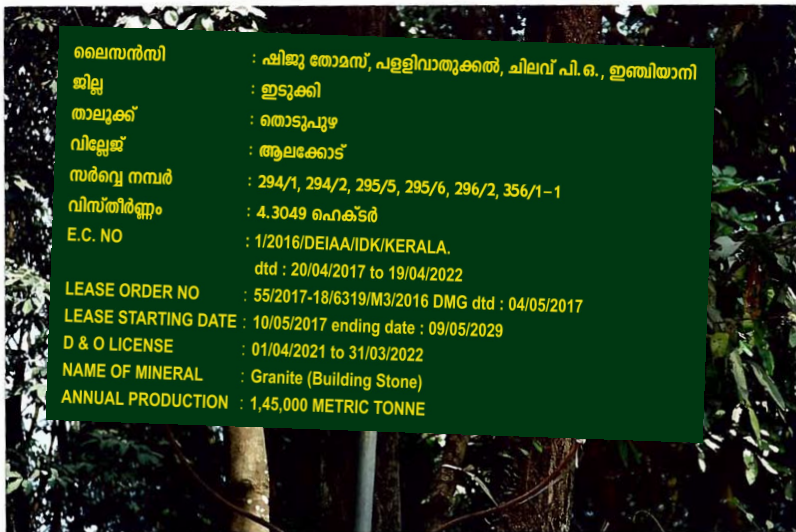 ലൈസൻസി : ഷിജു തോമസ്, പള്ളിവാതുക്കൽ, ചിലവ് പി.ഒ., ഇഞ്ചിയാനി
ജില്ല : ഇടുക്കി
താലൂക്ക് : തൊടുപുഴ
വില്ലേജ് : ആലക്കോട്
സർവ്വെ നമ്പർ : 294/1, 294/2, 295/5, 295/6, 296/2, 356/1-1
വിസ്തീർണ്ണം : 4.3049 ഹെക്ടർ
E.C. NO : 1/2016/DEIAA/IDK/KERALA.
dtd : 20/04/2017 to 19/04/2022
LEASE ORDER NO : 55/2017-18/6319/M3/2016 DMG dtd : 04/05/2017
LEASE STARTING DATE : 10/05/2017 ending date : 09/05/2029
D & O LICENSE : 01/04/2021 to 31/03/2022
NAME OF MINERAL : Granite (Building Stone)
ANNUAL PRODUCTION : 1,45,000 METRIC TONNE